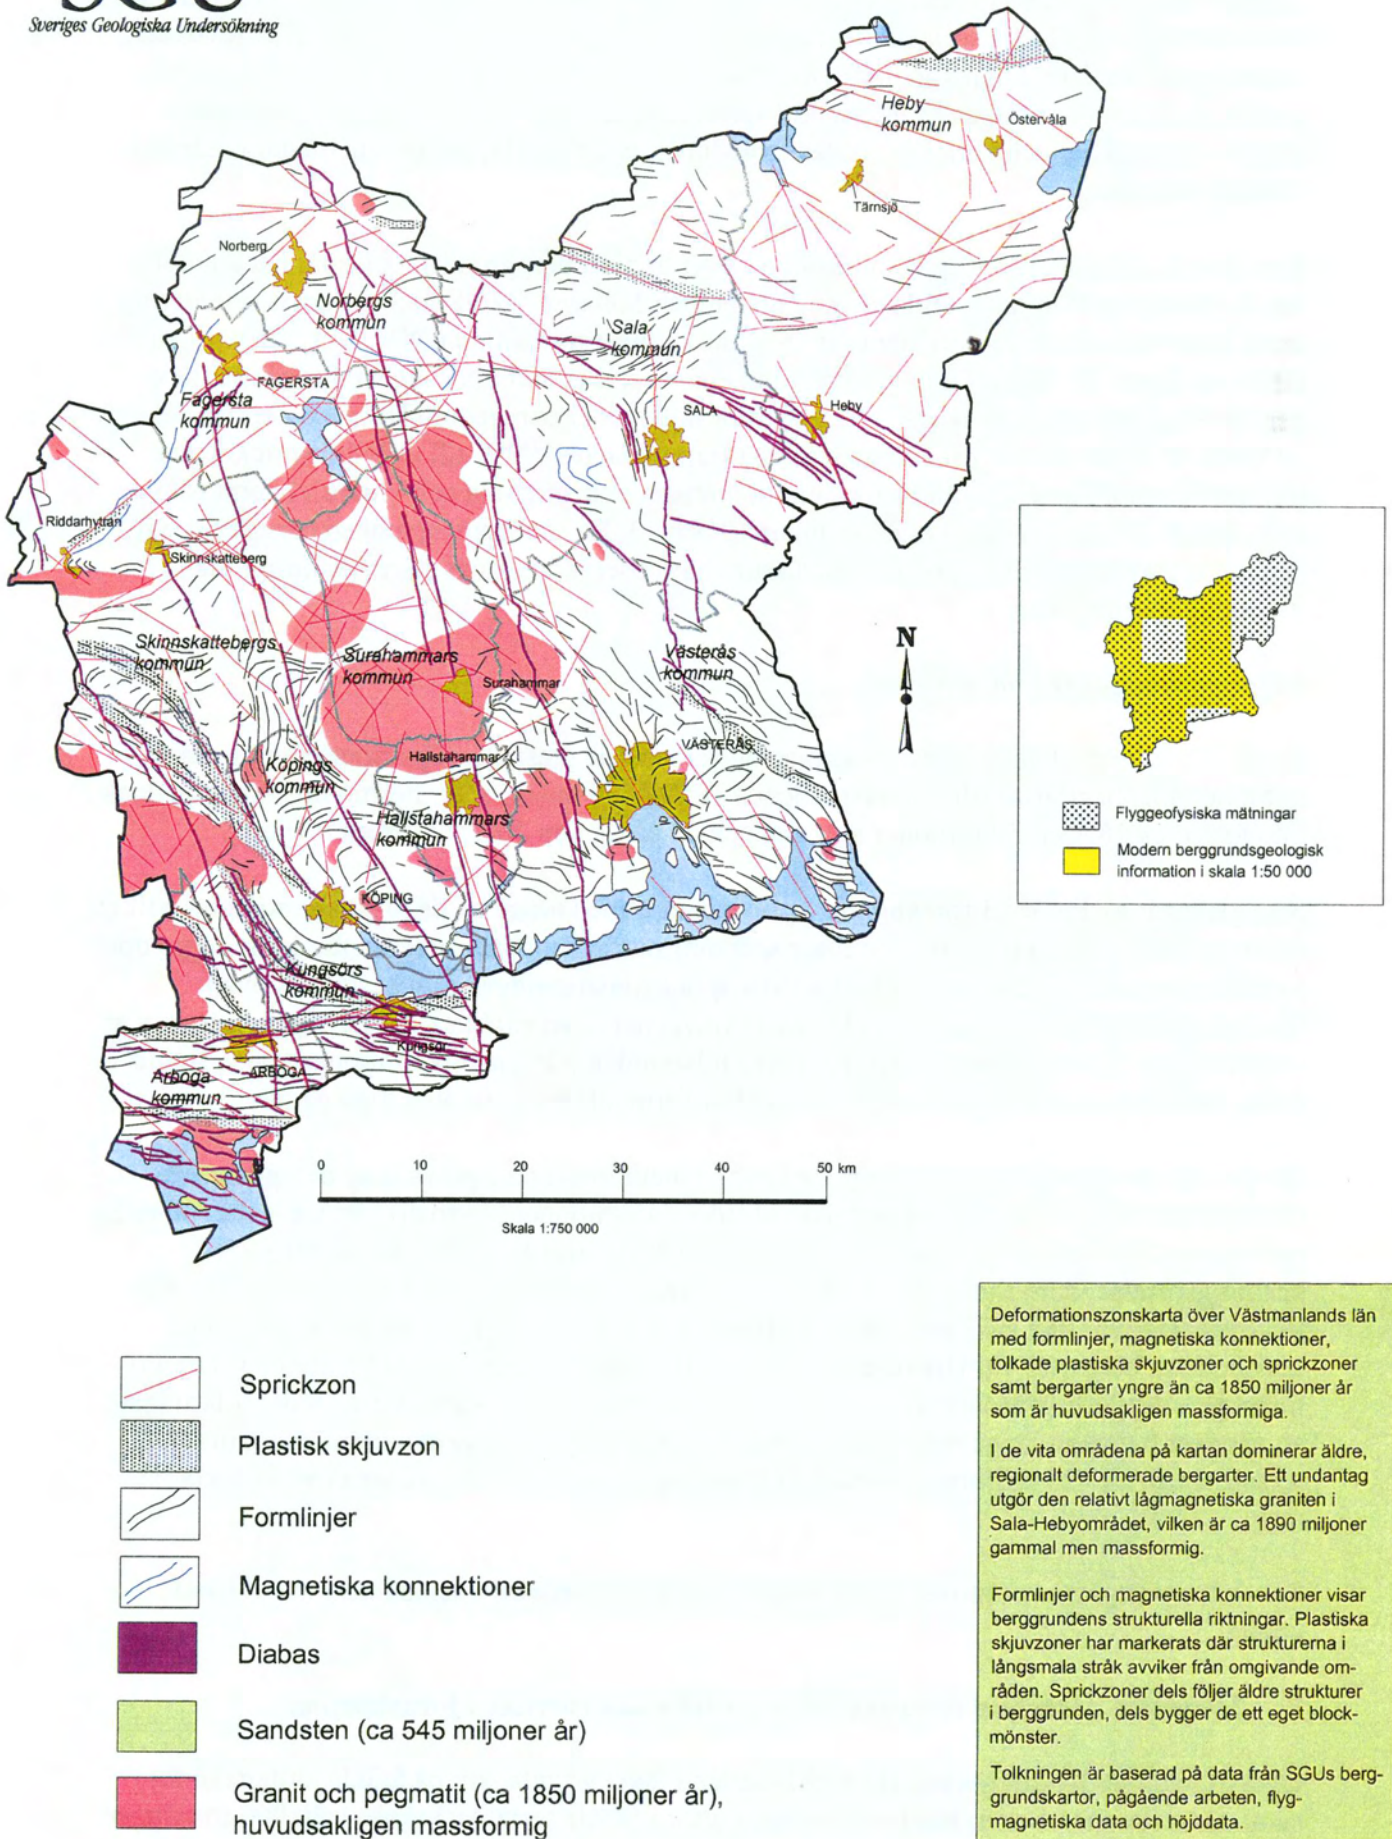 SGU
Sveriges Geologiska Undersökning
Heby
kommun
Östervåla
Tärnsjö
Norberg
Norbergs
kommun
Sala
kommun
FAGERSTA
Fagersta
kommun
SALA
Heby
Riddarhyttan
Skinnskatteberg
Skinnskattebergs
kommun
Surahammars
kommun
Surahammar
Västerås
kommun
N
VÄSTERÅS
Hallstahammar
Köpings
kommun
Hallstahammars
kommun
KÖPING
Kungsörs
kommun
Kungsör
ARBOGA
Arboga
kommun
Flyggeofysiska mätningar
Modern berggrundsgeologisk
information i skala 1:50 000
0 10 20 30 40 50 km
Skala 1:750 000
Sprickzon
Plastisk skjuvzon
Formlinjer
Magnetiska konnektioner
Diabas
Sandsten (ca 545 miljoner år)
Granit och pegmatit (ca 1850 miljoner år),
huvudsakligen massformig
Deformationszonskarta över Västmanlands län
med formlinjer, magnetiska konnektioner,
tolkade plastiska skjuvzoner och sprickzoner
samt bergarter yngre än ca 1850 miljoner år
som är huvudsakligen massformiga.
I de vita områdena på kartan dominerar äldre,
regionalt deformerade bergarter. Ett undantag
utgör den relativt lågmagnetiska graniten i
Sala-Hebyområdet, vilken är ca 1890 miljoner
gammal men massformig.
Formlinjer och magnetiska konnektioner visar
berggrundens strukturella riktningar. Plastiska
skjuvzoner har markerats där strukturerna i
långsmala stråk avviker från omgivande om-
råden. Sprickzoner dels följer äldre strukturer
i berggrunden, dels bygger de ett eget block-
mönster.
Tolkningen är baserad på data från SGUs berg-
grundskartor, pågående arbeten, flyg-
magnetiska data och höjddata.